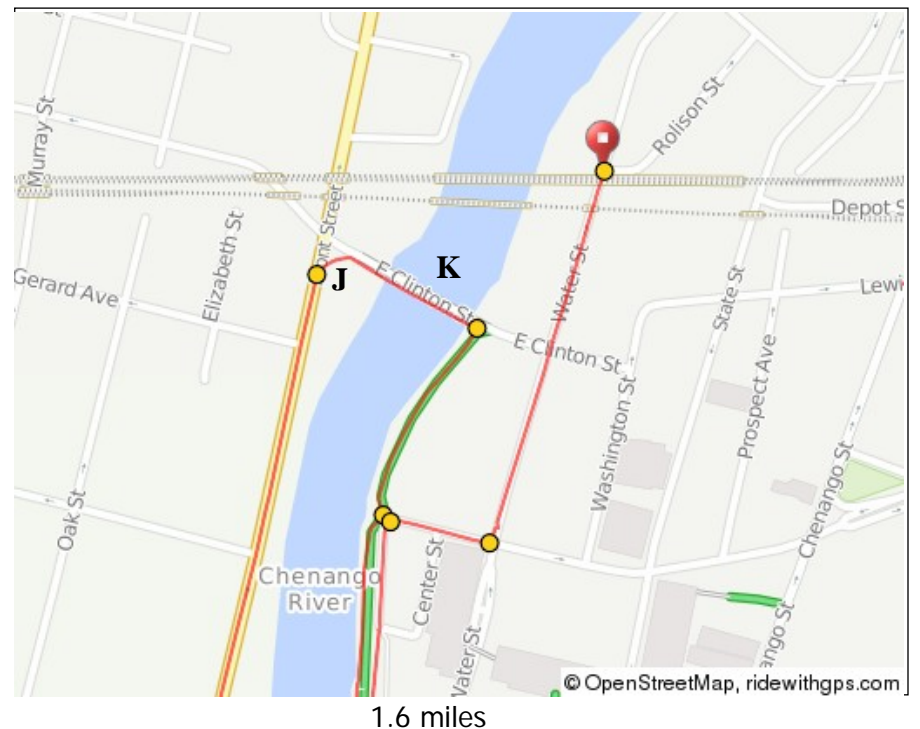 Murray St
Rolison St
Depot S
ont Street
Elizabeth St
J
K
E Clinton St
Gerard Ave
Water St
State St
Lewi
E Clinton St
Prospect Ave
Washington St
Chenango St
Oak St
Chenango
River
Center St
ango St
Water St
© OpenStreetMap, ridewithgps.com
1.6 miles